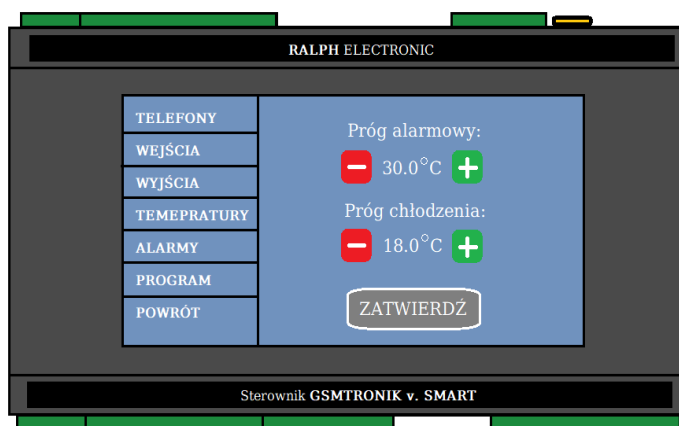 RALPH ELECTRONIC
TELEFONY
WEJŚCIA
WYJŚCIA
TEMEPRATURY
ALARMY
PROGRAM
POWRÓT
Próg alarmowy:
30.0°C
Próg chłodzenia:
18.0°C
ZATWIERDŹ
Sterownik GSMTRONIK v. SMART